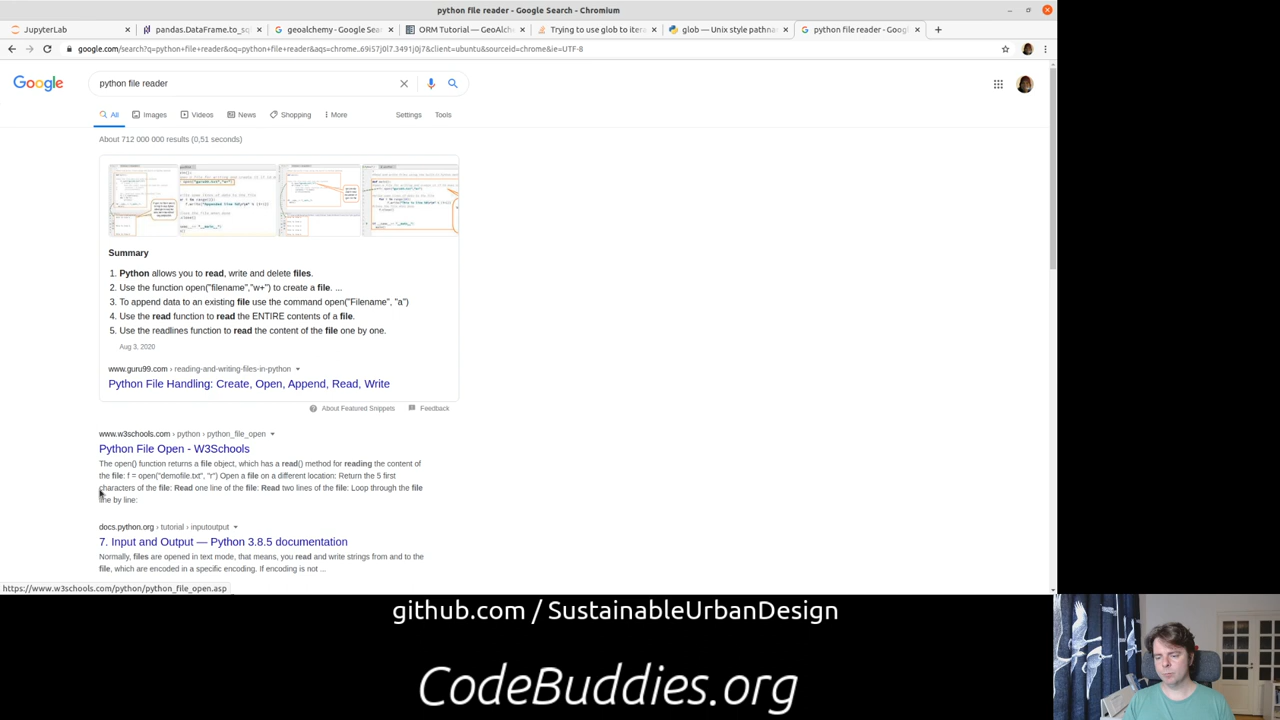 python file reader - Google Search - Chromium
JupyterLab
pandas.DataFrame.to_sq
geoalchemy - Google Sear
ORM Tutorial — GeoAlch
Trying to use glob to itera
glob — Unix style pathna
python file reader - Googl
google.com/search?q=python+file+reader&oq=python+file+reader&aqs=chrome..69i57j0l7.3491j0j7&client=ubuntu&sourceid=chrome&ie=UTF-8
Google
python file reader
All
Images
Videos
News
Shopping
More
Settings
Tools
About 712 000 000 results (0,51 seconds)
Summary
1. Python allows you to read, write and delete files.
2. Use the function open("filename","w+") to create a file. ...
3. To append data to an existing file use the command open("Filename", "a")
4. Use the read function to read the ENTIRE contents of a file.
5. Use the readlines function to read the content of the file one by one.
Aug 3, 2020
www.guru99.com › reading-and-writing-files-in-python
Python File Handling: Create, Open, Append, Read, Write
About Featured Snippets
Feedback
www.w3schools.com › python › python_file_open
Python File Open - W3Schools
The open() function returns a file object, which has a read() method for reading the content of
the file: f = open("demofile.txt", "r") Open a file on a different location: Return the 5 first
characters of the file: Read one line of the file: Read two lines of the file: Loop through the file
line by line:
docs.python.org › tutorial › inputoutput
7. Input and Output — Python 3.8.5 documentation
Normally, files are opened in text mode, that means, you read and write strings from and to the
file, which are encoded in a specific encoding. If encoding is not ...
https://www.w3schools.com/python/python_file_open.asp
github.com / SustainableUrbanDesign
CodeBuddies.org